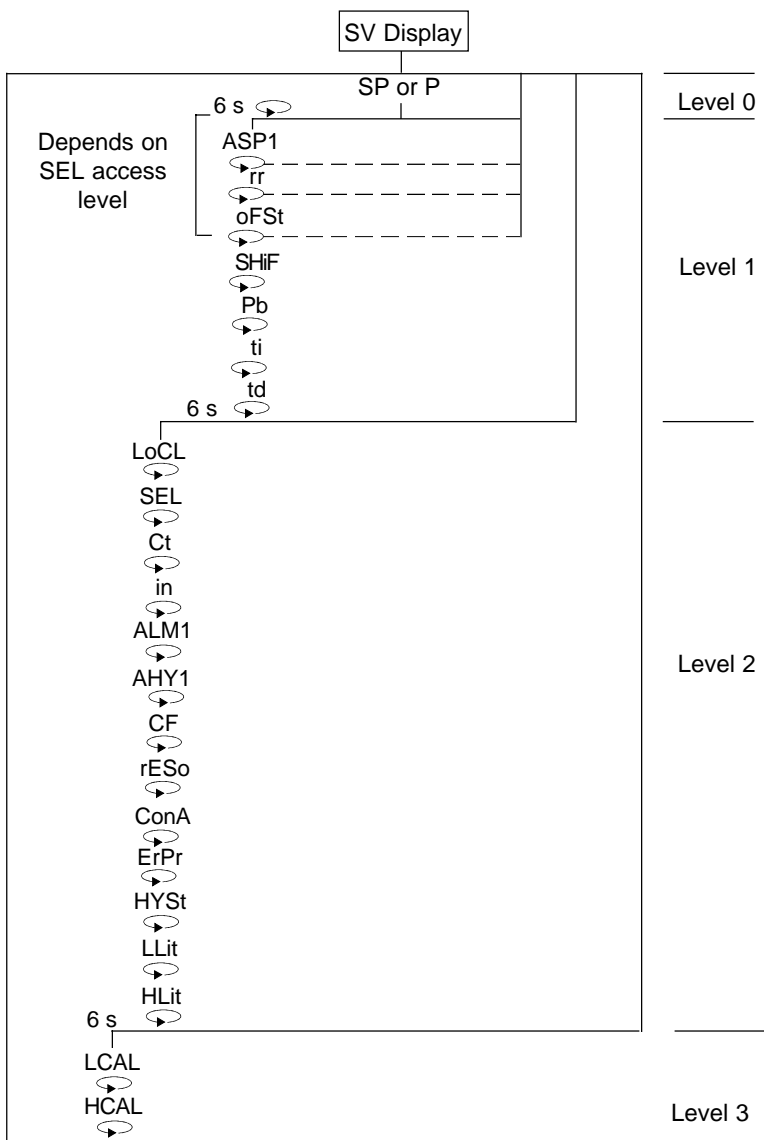 SV Display
SP or P
Level 0
6 s
Depends on
SEL access
level
ASP1
rr
oFSt
SHiF
Pb
ti
td
Level 1
6 s
LoCL
SEL
Ct
in
ALM1
AHY1
CF
rESo
ConA
ErPr
HYSt
LLit
HLit
Level 2
6 s
LCAL
HCAL
Level 3